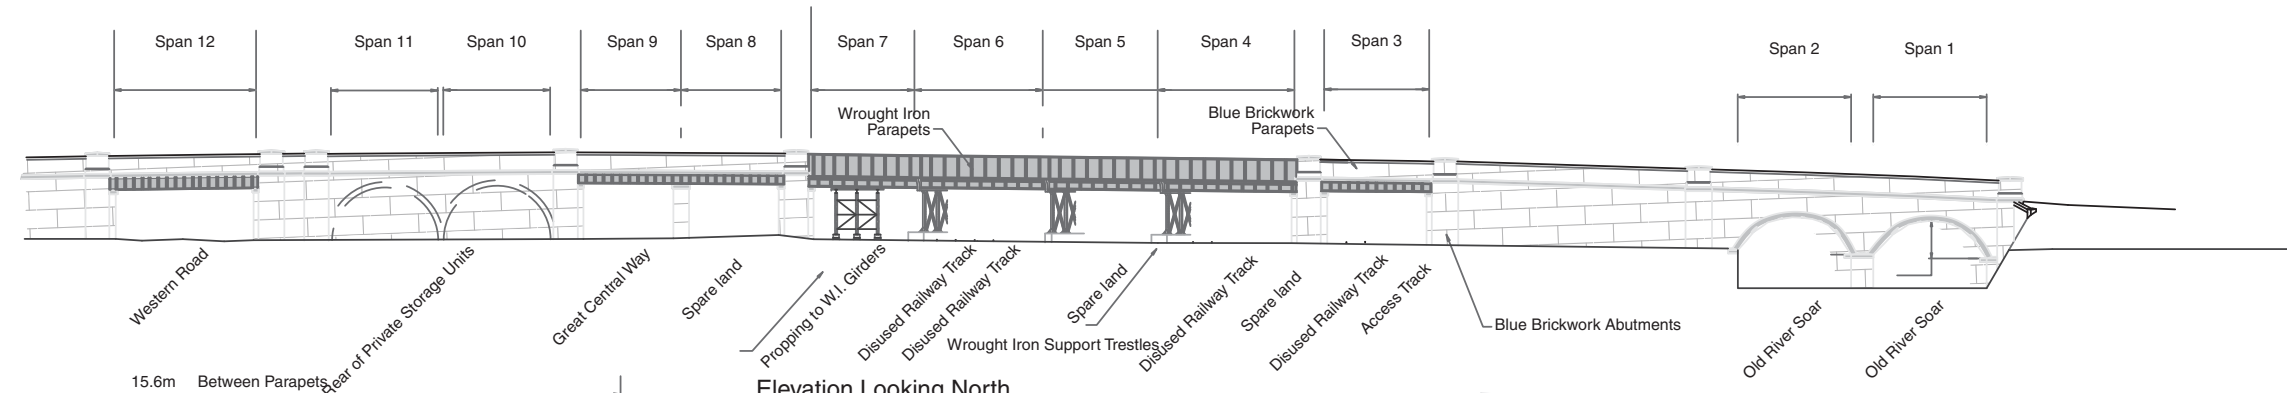 Span 12
Span 11
Span 10
Span 9
Span 8
Span 7
Span 6
Span 5
Span 4
Span 3
Span 2
Span 1
Wrought Iron
Parapets
Blue Brickwork
Parapets
Western Road
Rear of Private Storage Units
Great Central Way
Spare land
Propping to W.I. Girders
Disused Railway Track
Disused Railway Track
Spare land
Wrought Iron Support Trestles
Disused Railway Track
Spare land
Disused Railway Track
Access Track
Blue Brickwork Abutments
Old River Soar
Old River Soar
15.6m Between Parapets
Elevation Looking North